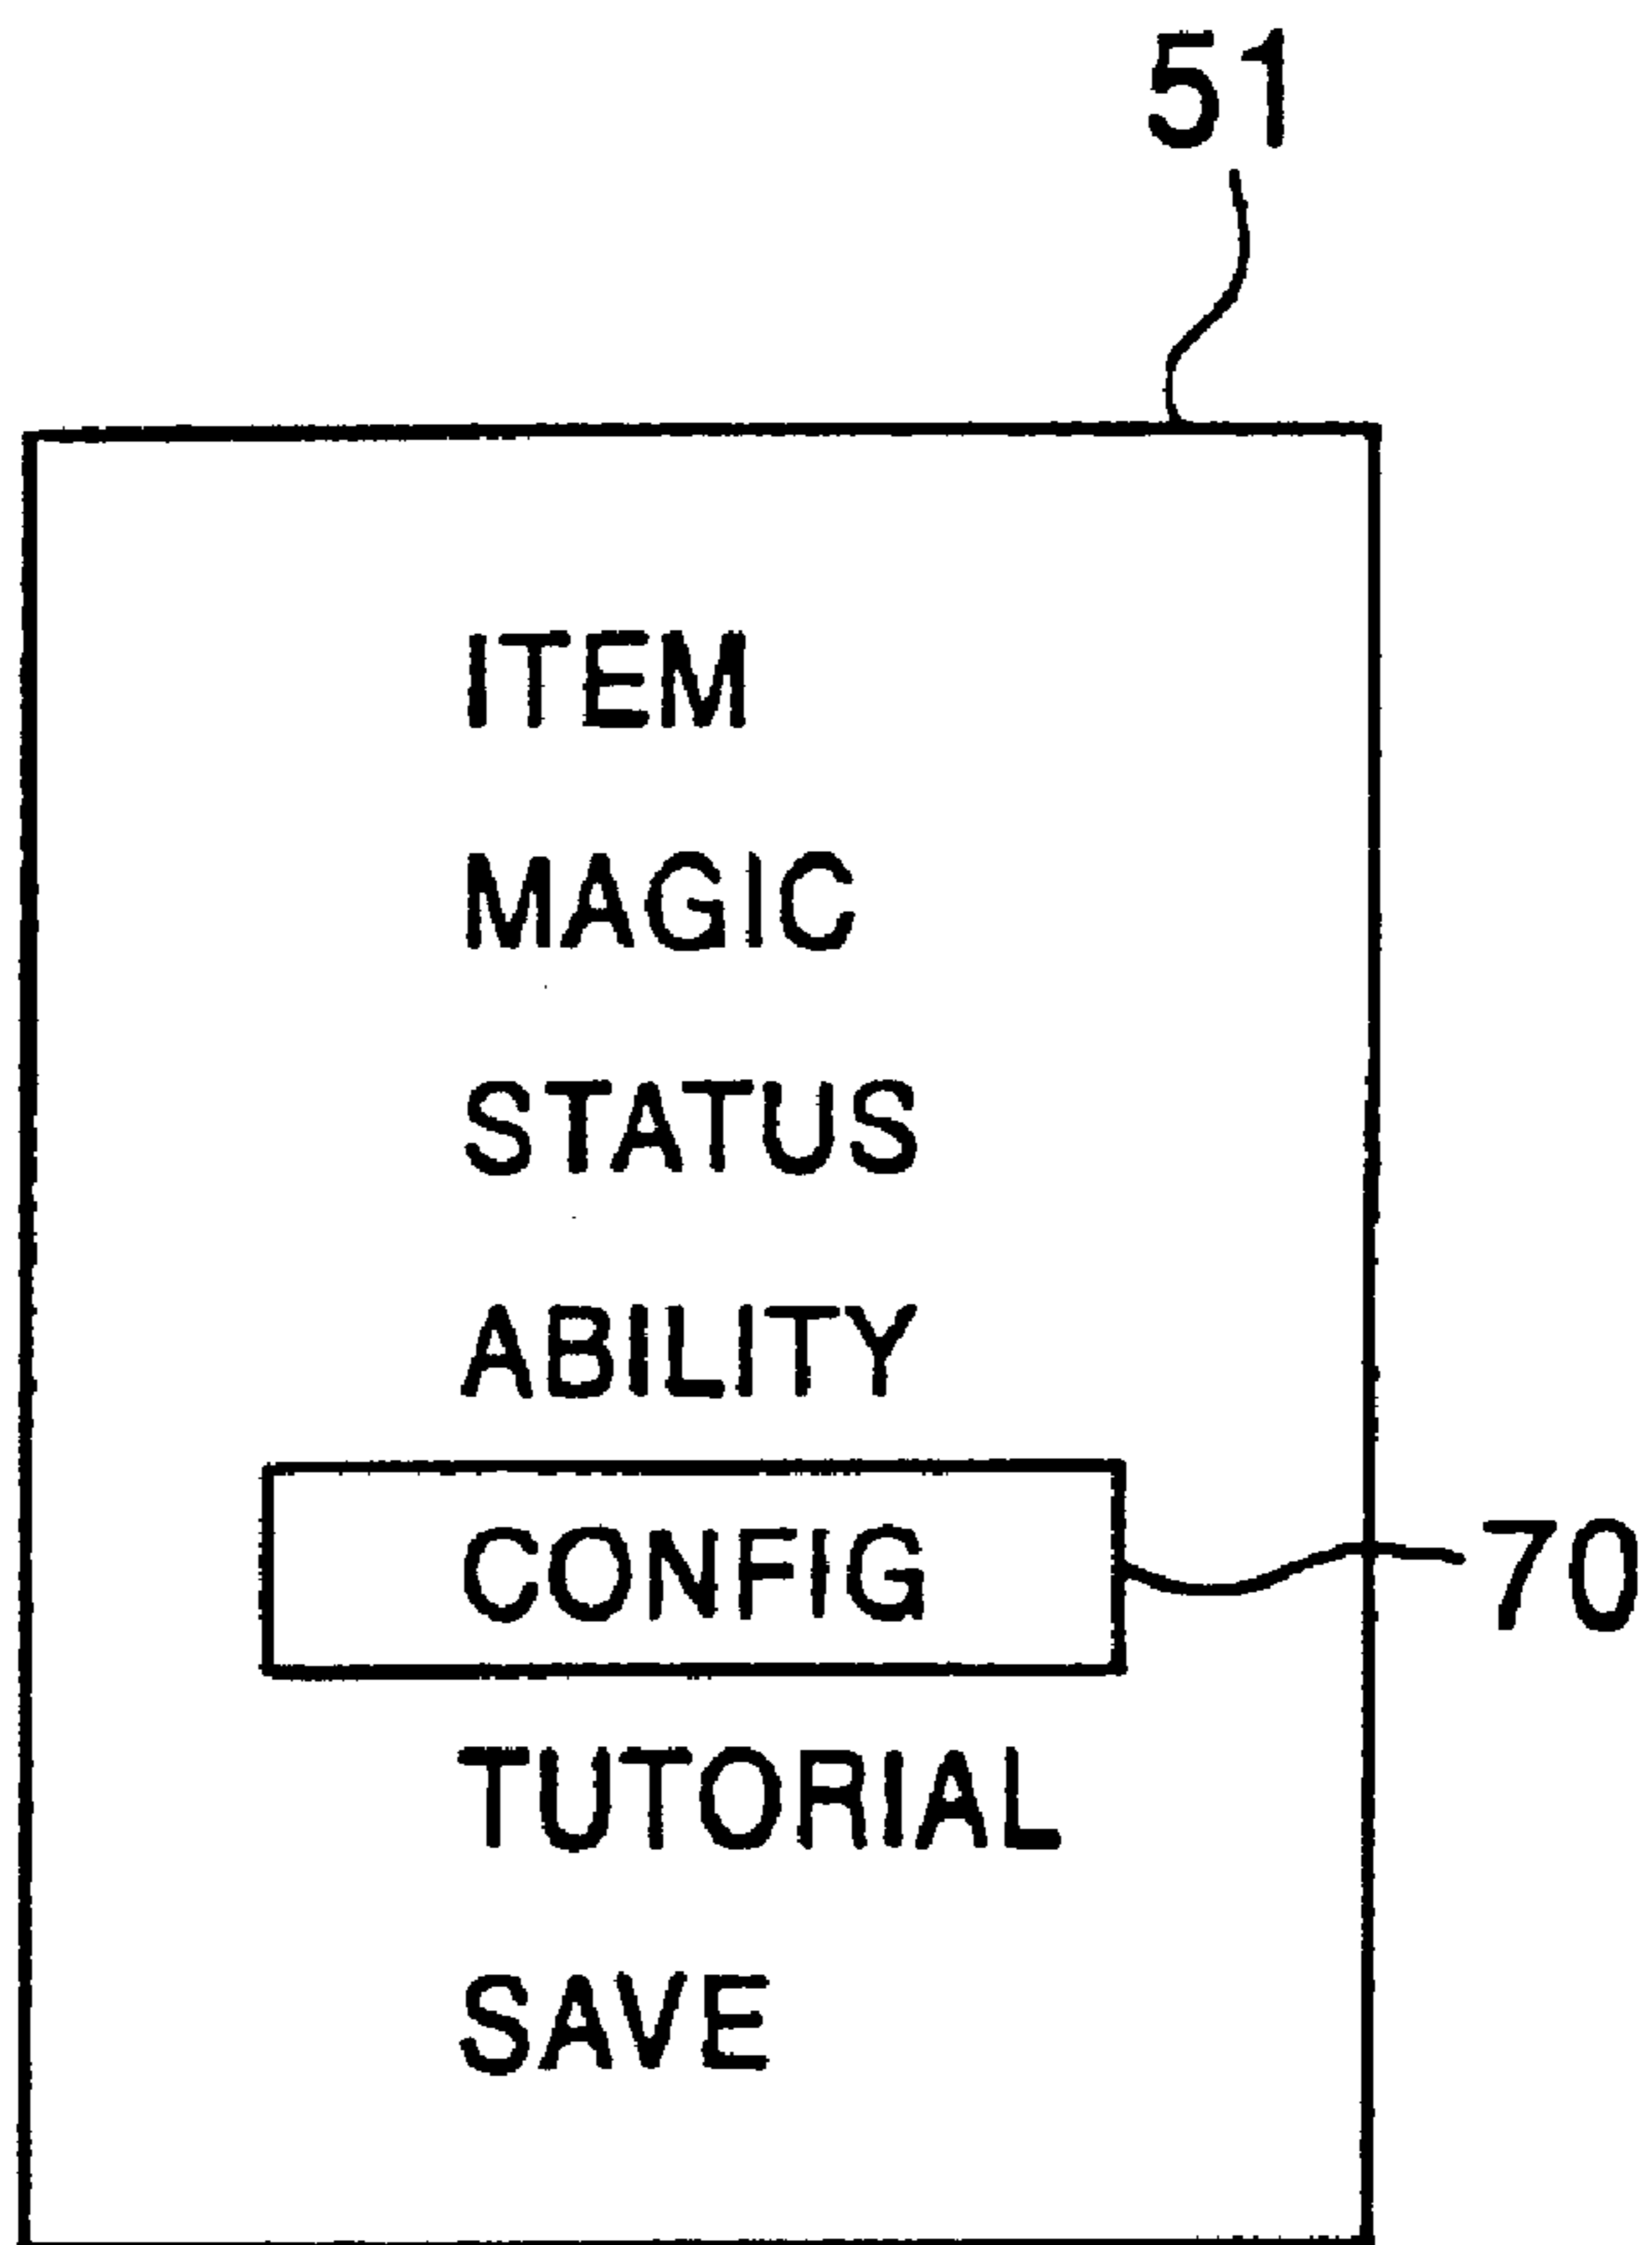 51
ITEM
MAGIC
STATUS
ABILITY
CONFIG 70
TUTORIAL
SAVE